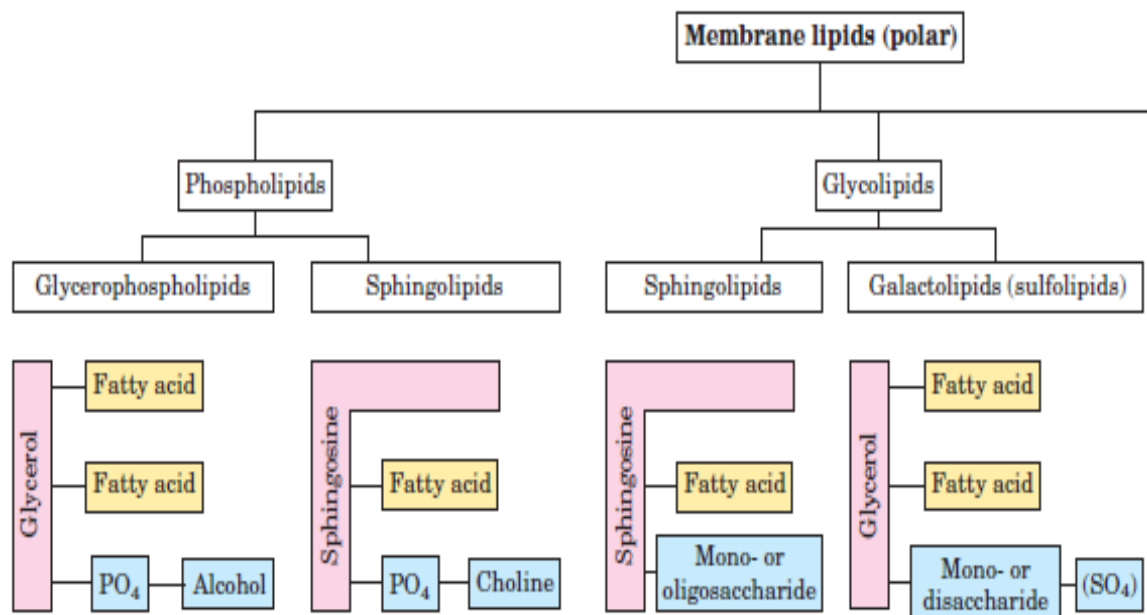 Membrane lipids (polar)
Phospholipids
Glycolipids
Glycerophospholipids
Sphingolipids
Sphingolipids
Galactolipids (sulfolipids)
Glycerol
Fatty acid
Fatty acid
PO₄
Alcohol
Sphingosine
Fatty acid
PO₄
Choline
Sphingosine
Fatty acid
Mono- or
oligosaccharide
Glycerol
Fatty acid
Fatty acid
Mono- or
disaccharide
(SO₄)